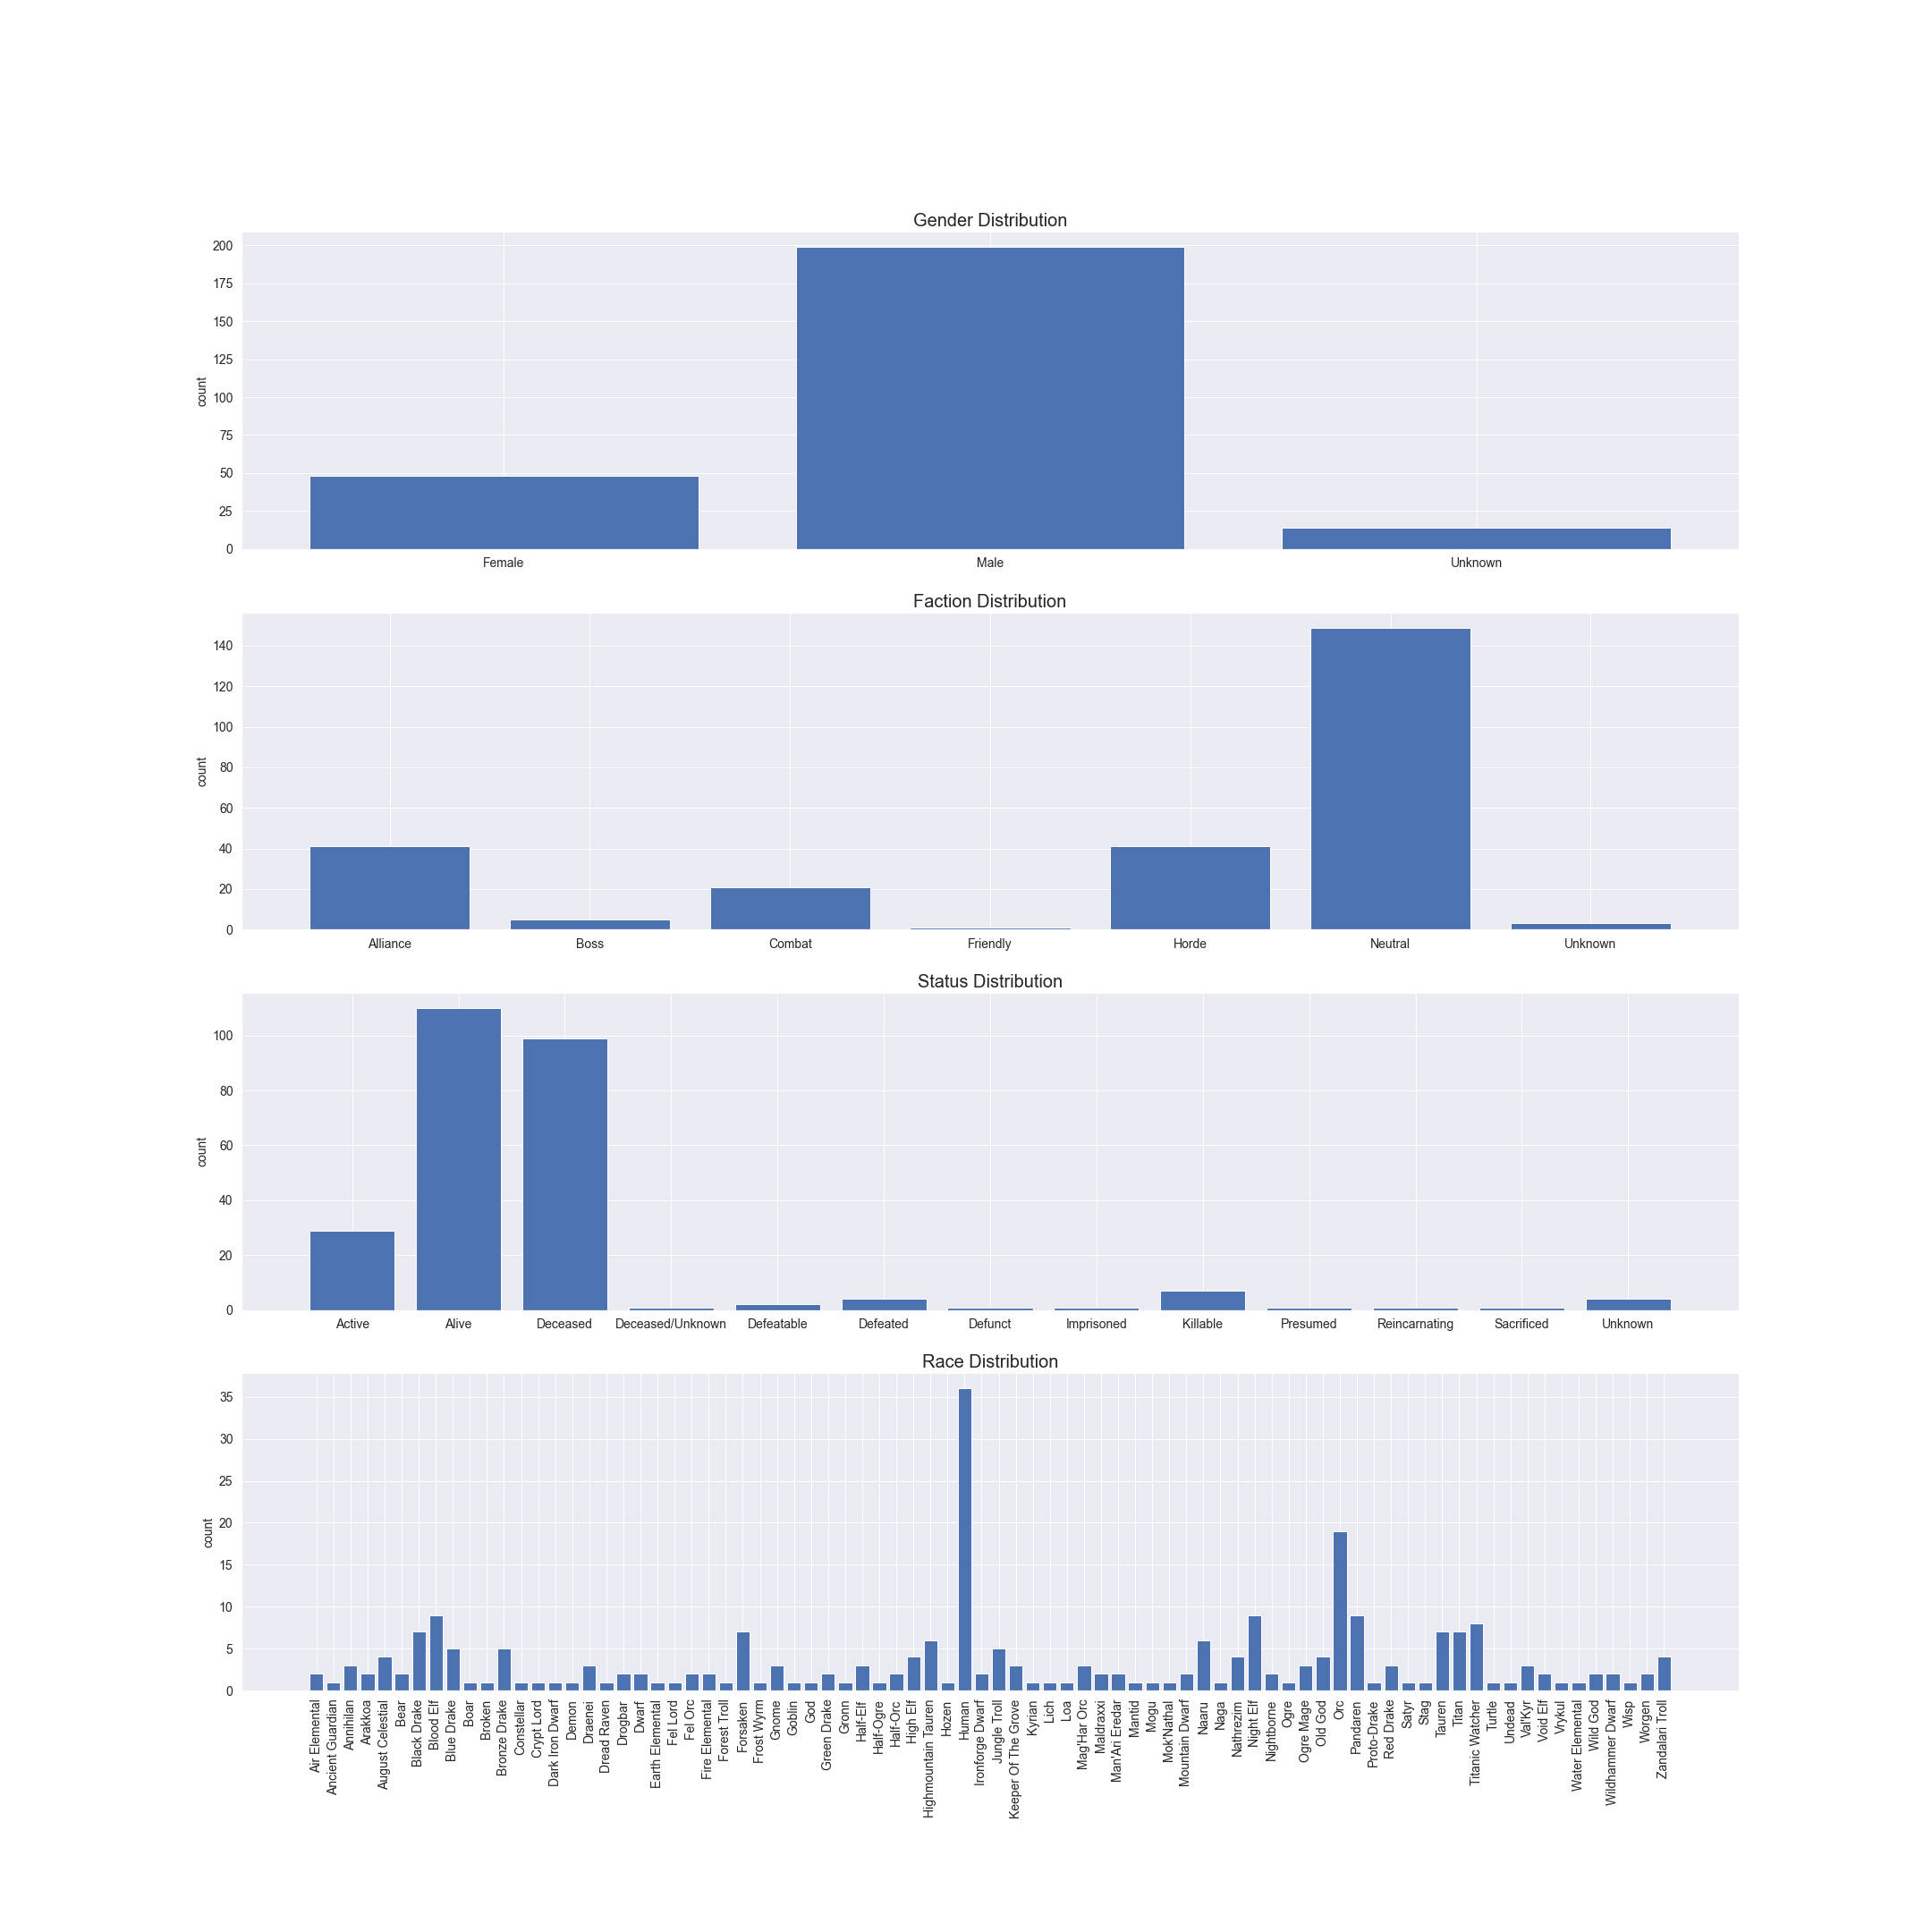 Gender Distribution
200
175
150
125
100
75
50
25
0
count
Female Male Unknown
Faction Distribution
140
120
100
80
60
40
20
0
count
Alliance Boss Combat Friendly Horde Neutral Unknown
Status Distribution
100
80
60
40
20
0
count
Active Alive Deceased Deceased/Unknown Defeatable Defeated Defunct Imprisoned Killable Presumed Reincarnating Sacrificed Unknown
Race Distribution
35
30
25
20
15
10
5
0
count
Air Elemental
Ancient Guardian
Annihilan
Arakkoa
August Celestial
Bear
Black Drake
Blood Elf
Blue Drake
Boar
Broken
Bronze Drake
Constellar
Crypt Lord
Dark Iron Dwarf
Demon
Draenei
Dread Raven
Drogbar
Dwarf
Earth Elemental
Fel Lord
Fel Orc
Fire Elemental
Forest Troll
Forsaken
Frost Wyrm
Gnome
Goblin
God
Green Drake
Gronn
Half-Elf
Half-Ogre
Half-Orc
High Elf
Highmountain Tauren
Hozen
Human
Ironforge Dwarf
Jungle Troll
Keeper Of The Grove
Kyrian
Lich
Loa
Mag'Har Orc
Maldraxxi
Man'Ari Eredar
Mantid
Mogu
Mok'Nathal
Mountain Dwarf
Naaru
Naga
Nathrezim
Night Elf
Nightborne
Ogre
Ogre Mage
Old God
Orc
Pandaren
Proto-Drake
Red Drake
Satyr
Stag
Tauren
Titan
Titanic Watcher
Turtle
Undead
Val'Kyr
Void Elf
Vrykul
Water Elemental
Wild God
Wildhammer Dwarf
Wisp
Worgen
Zandalari Troll